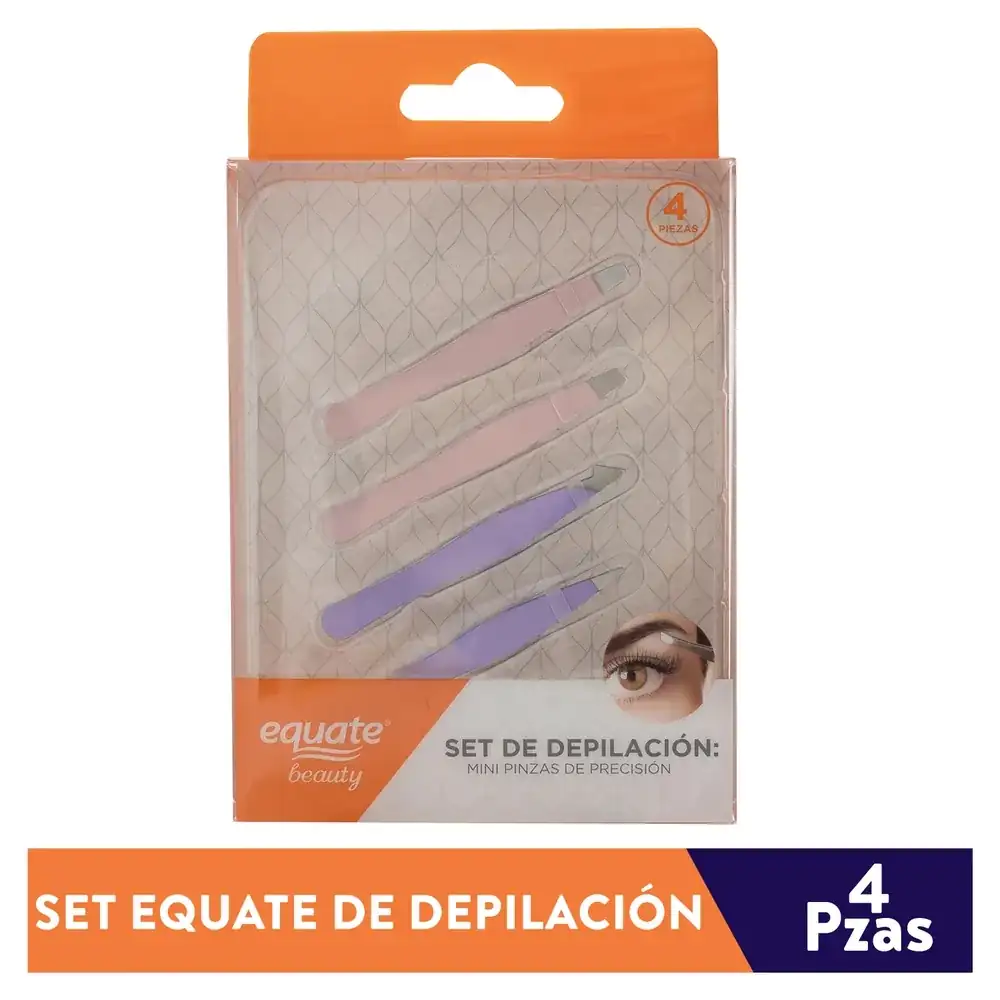 4
PIEZAS
equate®
beauty
SET DE DEPILACIÓN:
MINI PINZAS DE PRECISIÓN
SET EQUATE DE DEPILACIÓN
4
Pzas